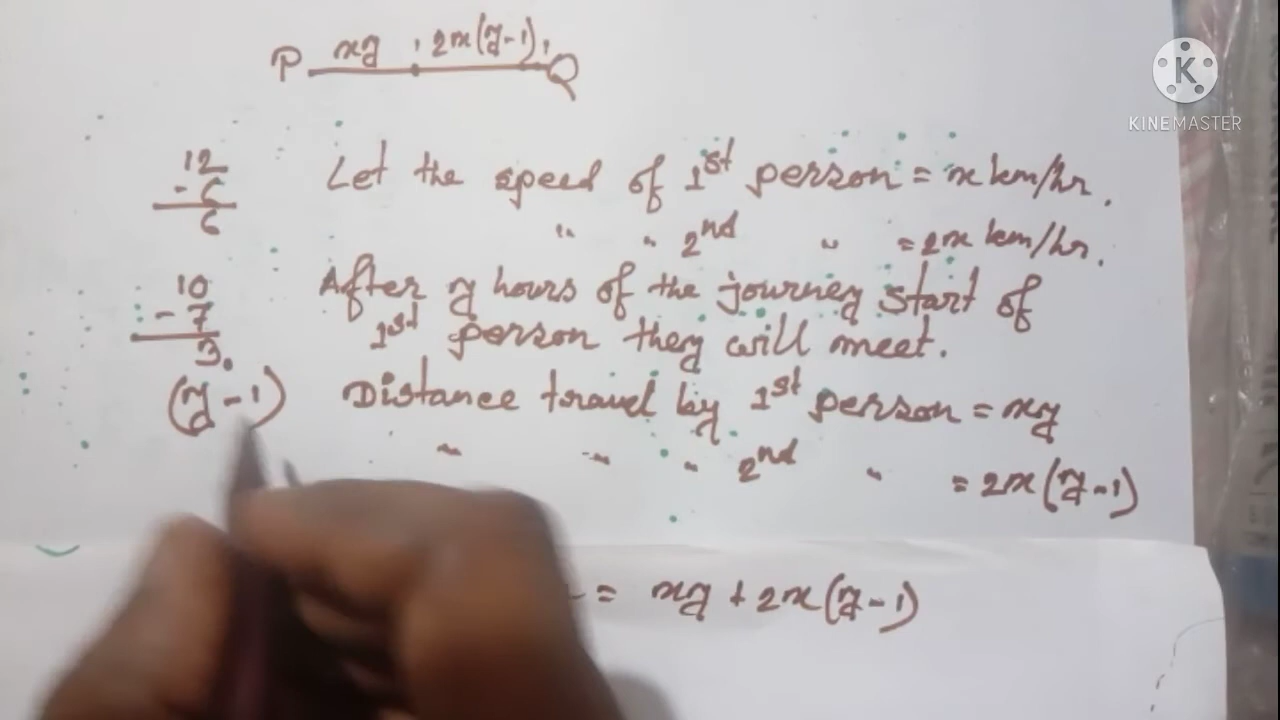 P xy 2x(y-1) Q
K
KINEMASTER
12
- 6
6
Let the speed of 1st person = x km/hr.
" " 2nd " = 2x km/hr.
10
- 7
3.
After y hours of the journey start of
1st person they will meet.
(y-1)
Distance travel by 1st person = xy
" " " 2nd " = 2x(y-1)
= xy + 2x(y-1)